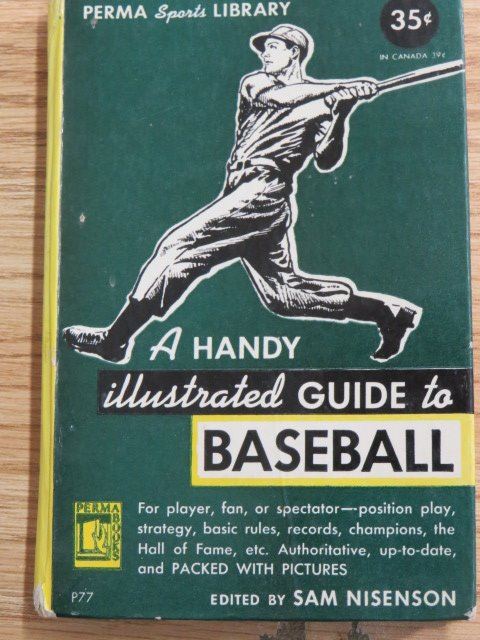 PERMA Sports LIBRARY
35¢
IN CANADA 39¢
A HANDY
illustrated GUIDE to
BASEBALL
For player, fan, or spectator—position play,
strategy, basic rules, records, champions, the
Hall of Fame, etc. Authoritative, up-to-date,
and PACKED WITH PICTURES
PERMA
BOOKS
P77
EDITED BY SAM NISENSON